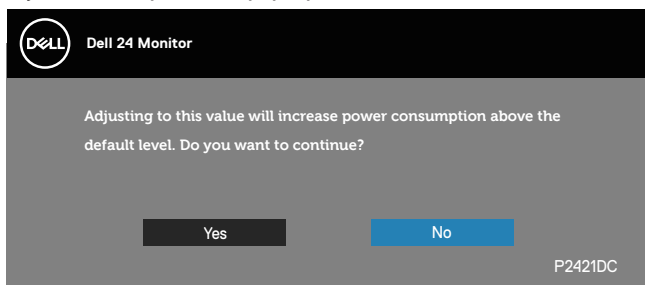 DELL
Dell 24 Monitor
Adjusting to this value will increase power consumption above the
default level. Do you want to continue?
Yes
No
P2421DC